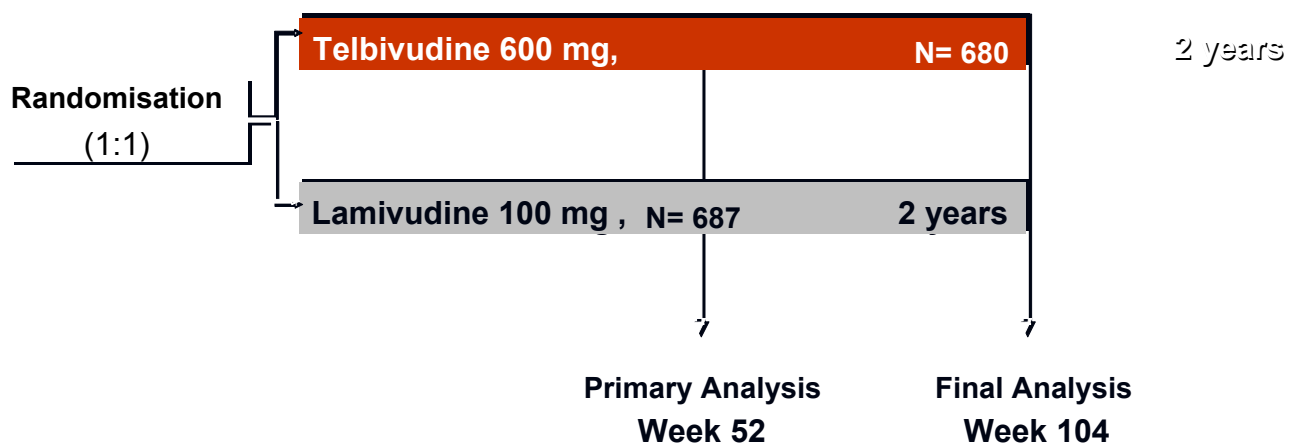 Telbivudine 600 mg, N= 680 2 years
Randomisation
(1:1)
Lamivudine 100 mg , N= 687 2 years
Primary Analysis Final Analysis
Week 52 Week 104